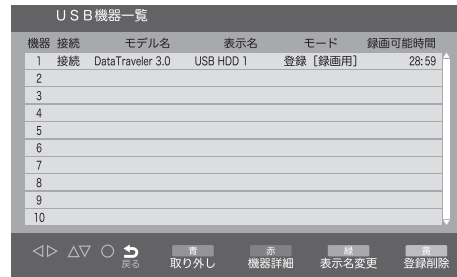 USB機器一覧
機器 接続 モデル名 表示名 モード 録画可能時間
1 接続 DataTraveler 3.0 USB HDD 1 登録［録画用］ 28:59
2
3
4
5
6
7
8
9
10
戻る 青 取り外し 赤 機器詳細 緑 表示名変更 黄 登録削除